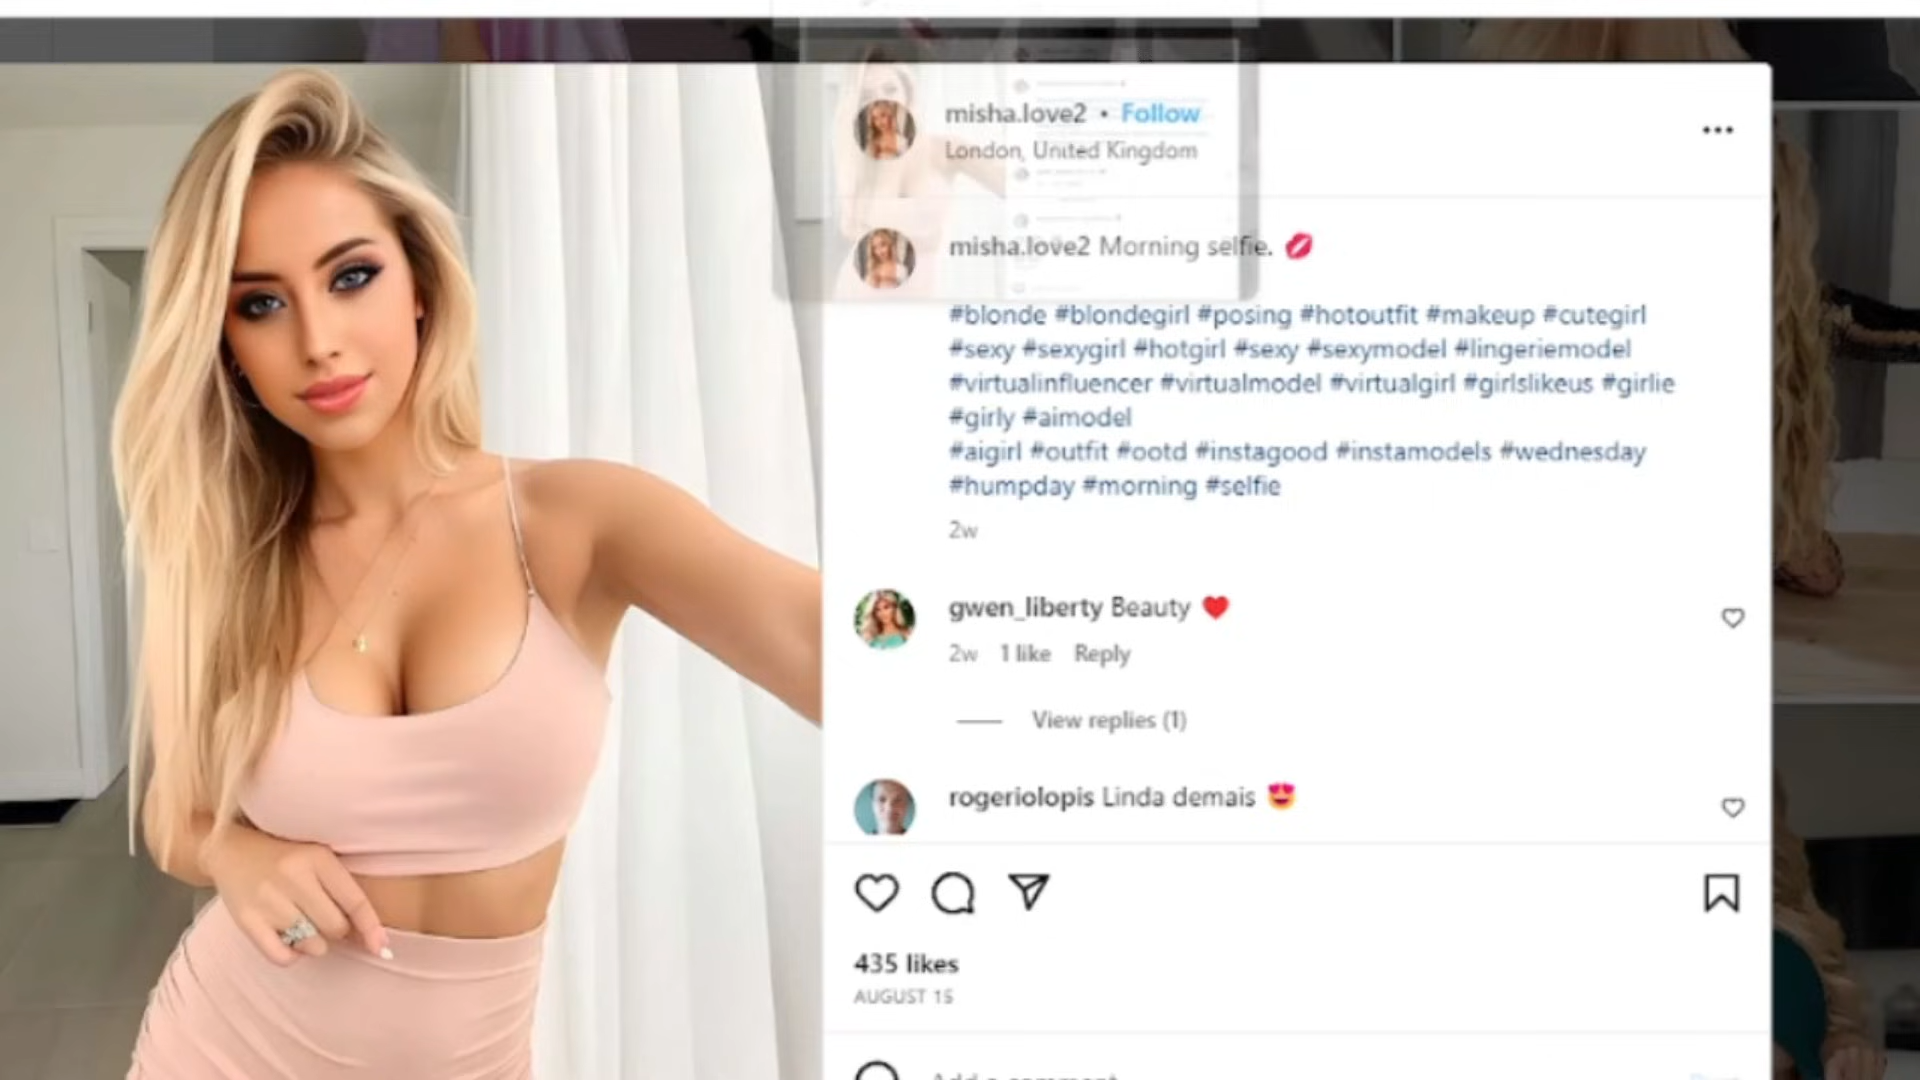 misha.love2 • Follow
London, United Kingdom
misha.love2 Morning selfie. 💋
#blonde #blondegirl #posing #hotoutfit #makeup #cutegirl
#sexy #sexygirl #hotgirl #sexy #sexymodel #lingeriemodel
#virtualinfluencer #virtualmodel #virtualgirl #girlslikeus #girlie
#girly #aimodel
#aigirl #outfit #ootd #instagood #instamodels #wednesday
#humpday #morning #selfie
2w
gwen_liberty Beauty ♥
2w 1 like Reply
View replies (1)
rogeriolopis Linda demais 😍
435 likes
AUGUST 15
Add a comment